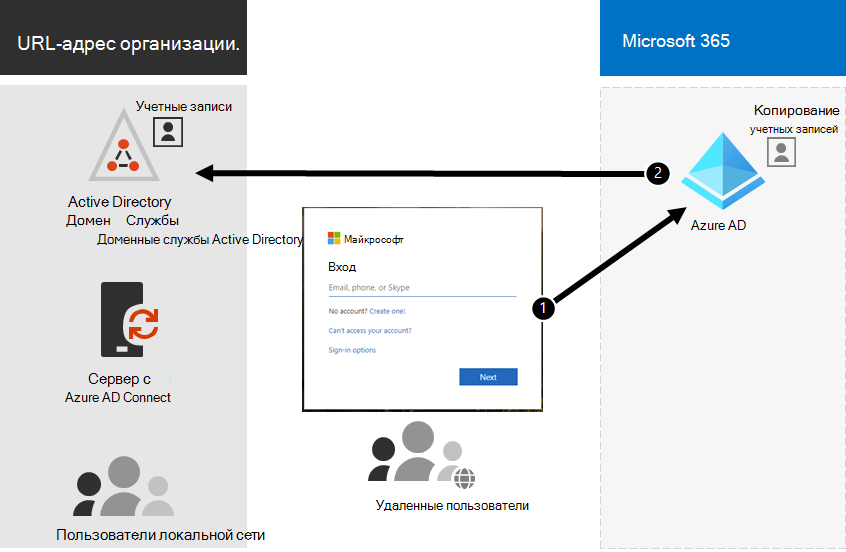 URL-адрес организации.
Microsoft 365
Учетные записи
Копирование
учетных записей
2
Active Directory
Домен Службы
Доменные службы Active Directory
Azure AD
Майкрософт
Вход
Email, phone, or Skype
No account? Create one!
Can't access your account?
Sign-in options
Next
1
Сервер с
Azure AD Connect
Удаленные пользователи
Пользователи локальной сети